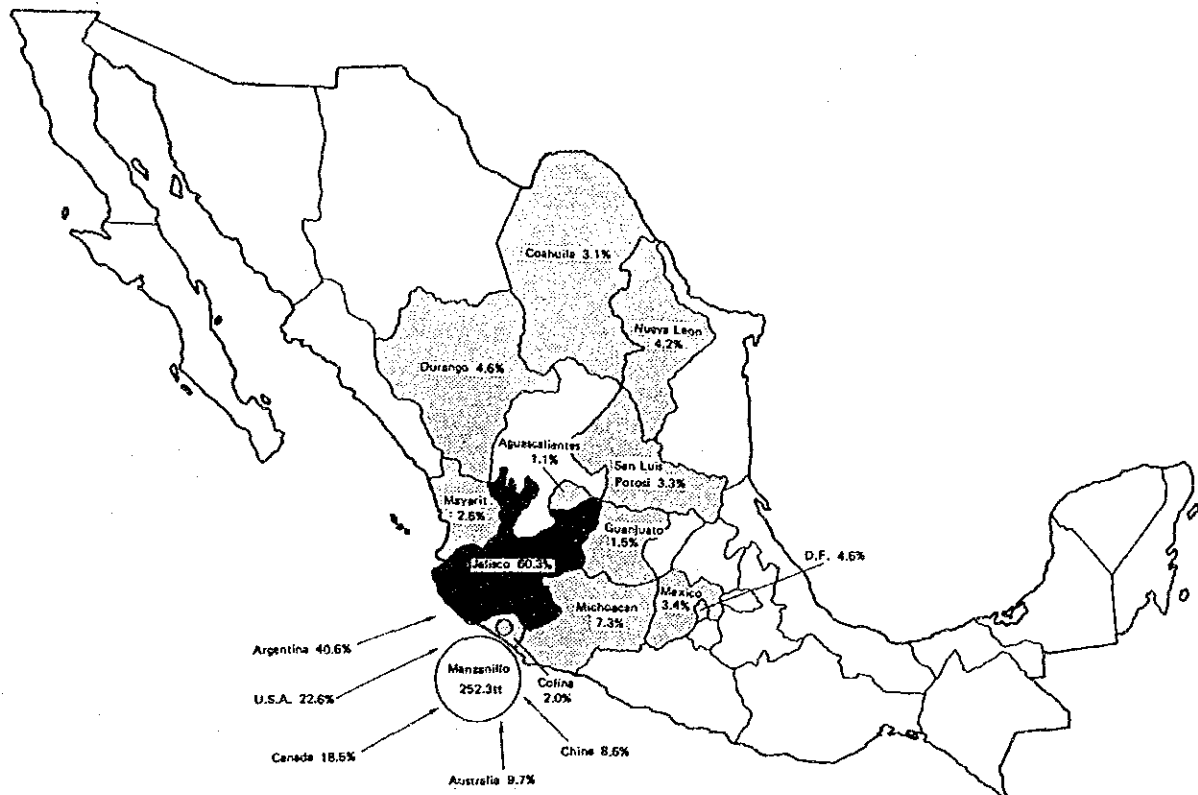 Coahuila 3.1%
Nueva Leon
4.2%
Durango 4.6%
Aguascalientes
1.1%
San Luis
Potosi 3.3%
Mayarit
2.6%
Guanjuato
1.5%
D.F. 4.6%
Jalisco 60.3%
Mexico
3.4%
Michoacan
7.3%
Argentina 40.6%
Manzanillo
252.3tt
Colina
2.0%
U.S.A. 22.6%
Canada 18.5%
China 8.6%
Australia 9.7%